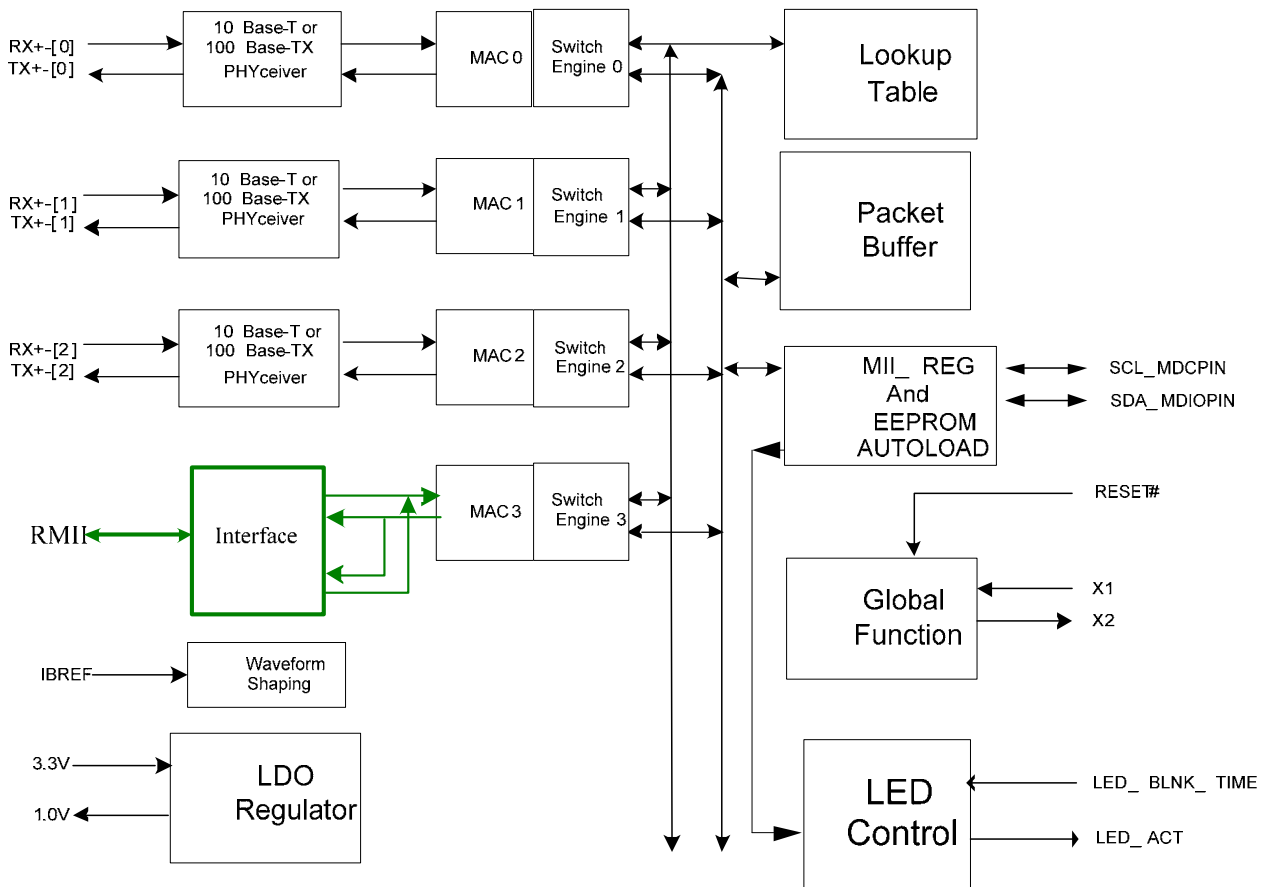 RX+-[0]
TX+-[0]
10 Base-T or
100 Base-TX
PHYceiver
MAC 0
Switch
Engine 0
Lookup
Table
RX+-[1]
TX+-[1]
10 Base-T or
100 Base-TX
PHYceiver
MAC 1
Switch
Engine 1
Packet
Buffer
RX+-[2]
TX+-[2]
10 Base-T or
100 Base-TX
PHYceiver
MAC 2
Switch
Engine 2
MII_ REG
And
EEPROM
AUTOLOAD
SCL_MDCPIN
SDA_MDIOPIN
RMII
Interface
MAC 3
Switch
Engine 3
RESET#
Global
Function
X1
X2
IBREF
Waveform
Shaping
3.3V
1.0V
LDO
Regulator
LED
Control
LED_ BLNK_ TIME
LED_ ACT